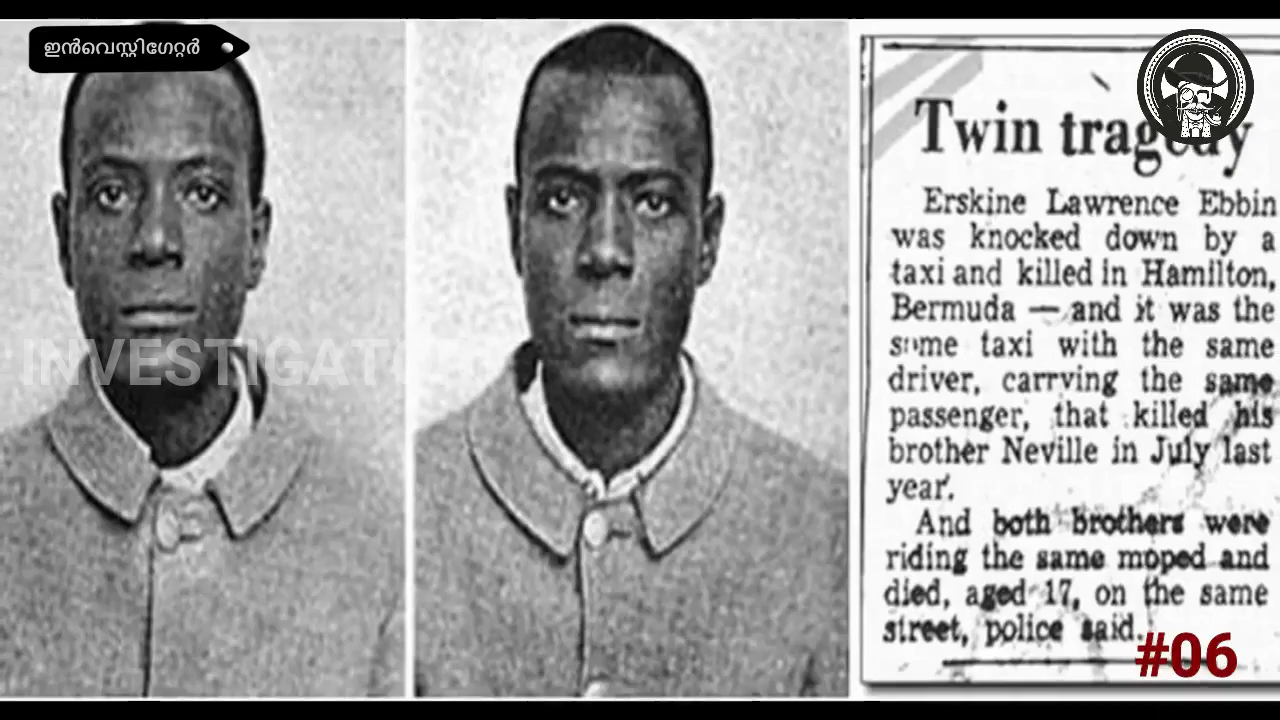 ഇൻവെസ്റ്റിഗേറ്റർ
INVESTIGATOR
Twin tragedy
Erskine Lawrence Ebbin
was knocked down by a
taxi and killed in Hamilton,
Bermuda — and it was the
same taxi with the same
driver, carrying the same
passenger, that killed his
brother Neville in July last
year.
And both brothers were
riding the same moped and
died, aged 17, on the same
street, police said.
#06